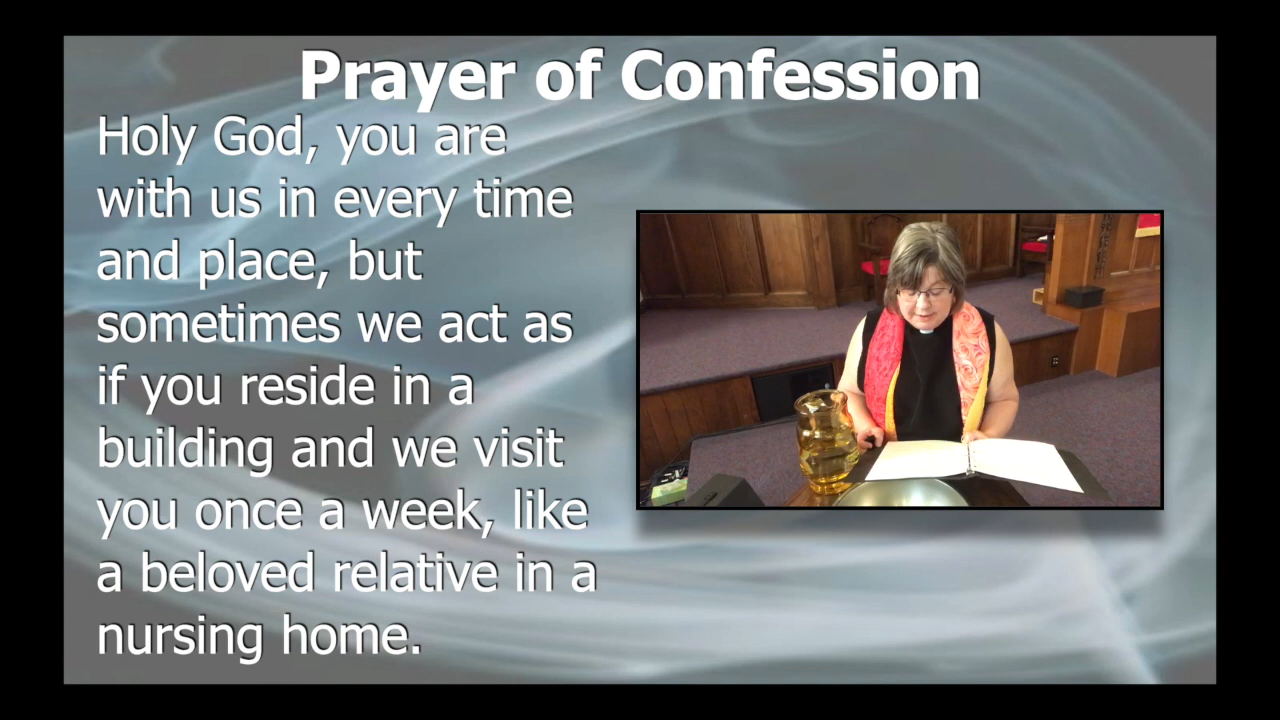 Prayer of Confession
Holy God, you are
with us in every time
and place, but
sometimes we act as
if you reside in a
building and we visit
you once a week, like
a beloved relative in a
nursing home.